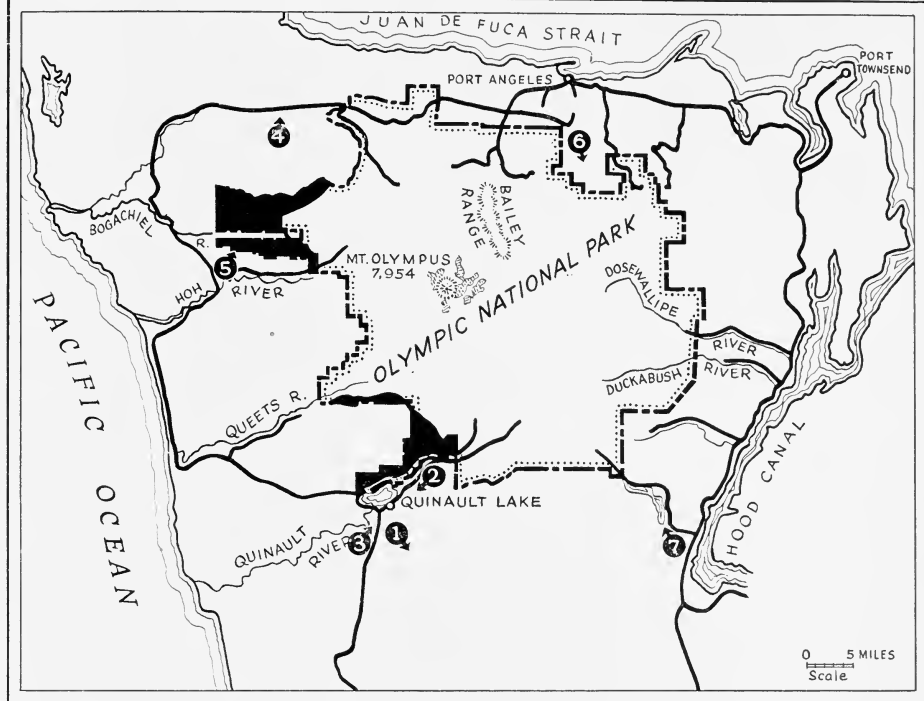 JUAN DE FUCA STRAIT
PORT TOWNSEND
PORT ANGELES
4
6
BAILEY RANGE
BOGACHIEL R.
MT. OLYMPUS
7,954
5
HOH RIVER
OLYMPIC NATIONAL PARK
DOSEWALLIPE RIVER
DUCKABUSH RIVER
PACIFIC OCEAN
QUEETS R.
2
QUINAULT LAKE
HOOD CANAL
QUINAULT RIVER
3
1
7
0 5 MILES
Scale